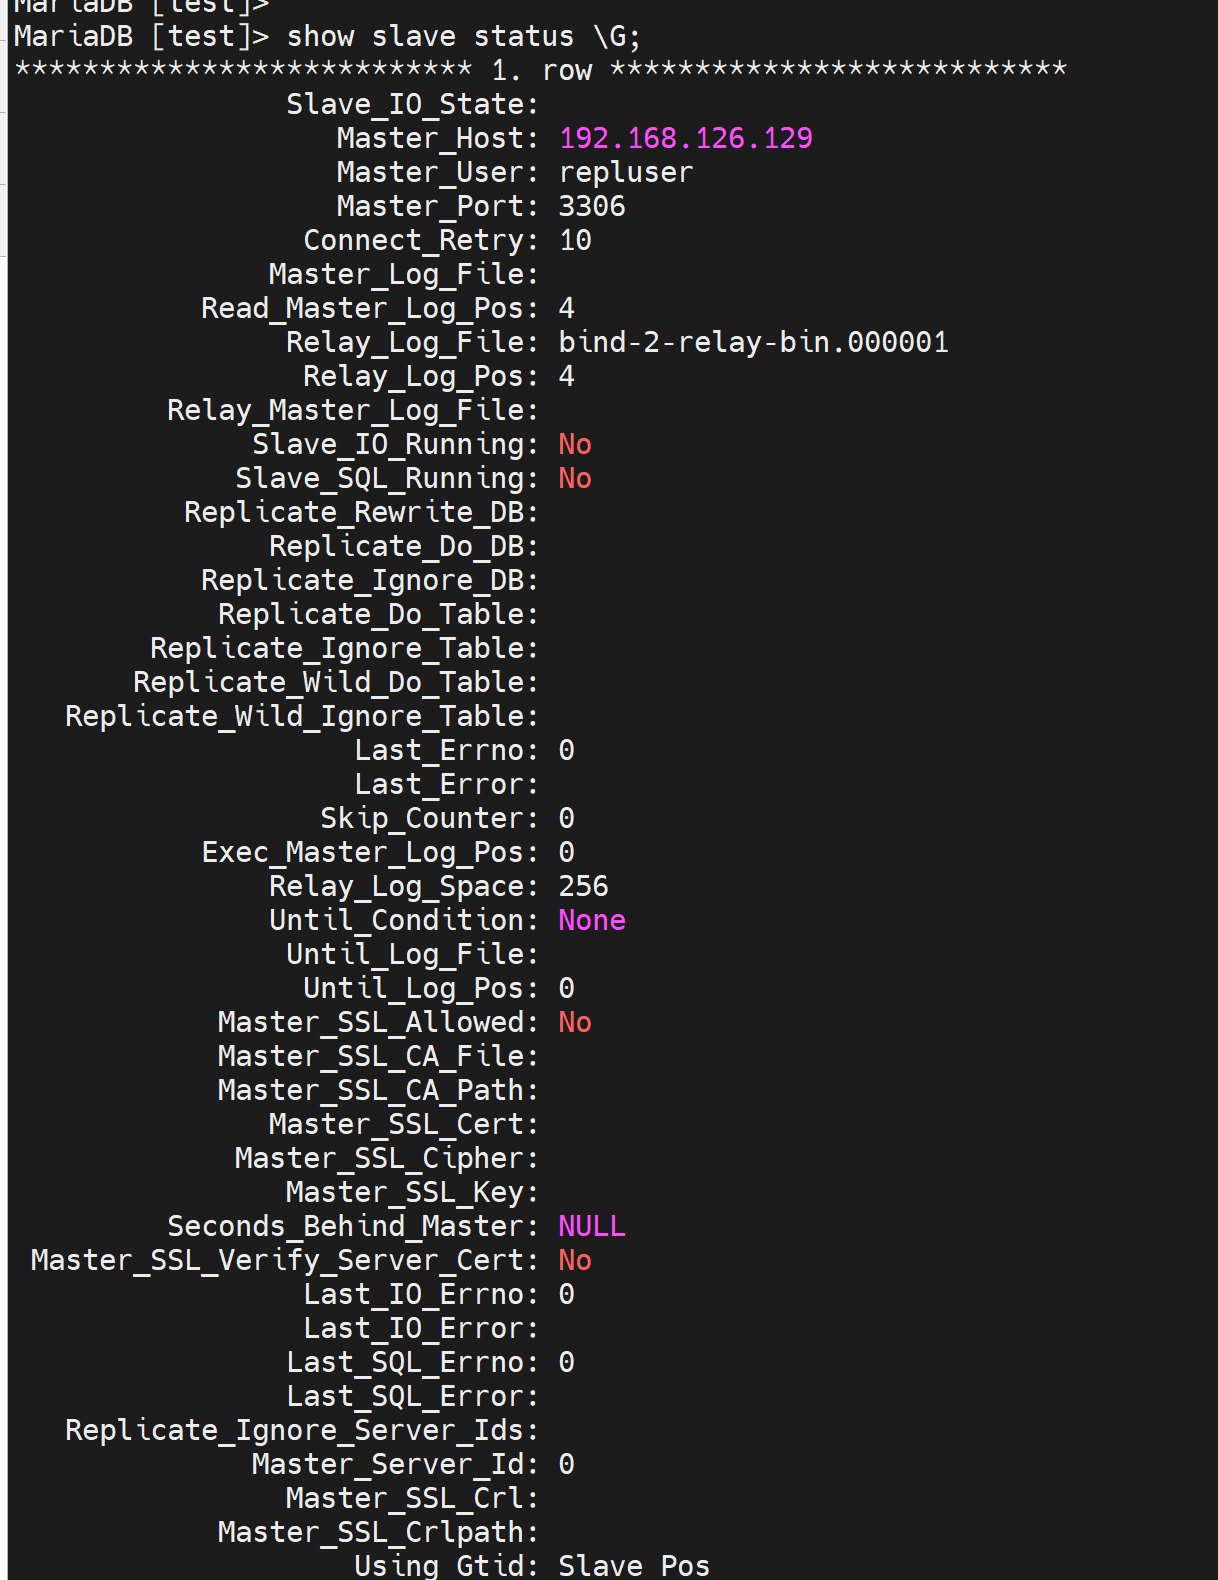 MariaDB [test]>
MariaDB [test]> show slave status \G;
*************************** 1. row ***************************
Slave_IO_State:
Master_Host: 192.168.126.129
Master_User: repluser
Master_Port: 3306
Connect_Retry: 10
Master_Log_File:
Read_Master_Log_Pos: 4
Relay_Log_File: bind-2-relay-bin.000001
Relay_Log_Pos: 4
Relay_Master_Log_File:
Slave_IO_Running: No
Slave_SQL_Running: No
Replicate_Rewrite_DB:
Replicate_Do_DB:
Replicate_Ignore_DB:
Replicate_Do_Table:
Replicate_Ignore_Table:
Replicate_Wild_Do_Table:
Replicate_Wild_Ignore_Table:
Last_Errno: 0
Last_Error:
Skip_Counter: 0
Exec_Master_Log_Pos: 0
Relay_Log_Space: 256
Until_Condition: None
Until_Log_File:
Until_Log_Pos: 0
Master_SSL_Allowed: No
Master_SSL_CA_File:
Master_SSL_CA_Path:
Master_SSL_Cert:
Master_SSL_Cipher:
Master_SSL_Key:
Seconds_Behind_Master: NULL
Master_SSL_Verify_Server_Cert: No
Last_IO_Errno: 0
Last_IO_Error:
Last_SQL_Errno: 0
Last_SQL_Error:
Replicate_Ignore_Server_Ids:
Master_Server_Id: 0
Master_SSL_Crl:
Master_SSL_Crlpath:
Using_Gtid: Slave_Pos